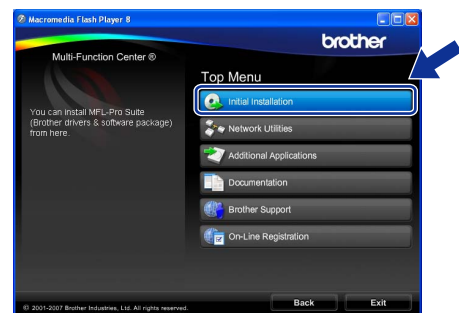 Macromedia Flash Player 8
brother
Multi-Function Center ®
Top Menu
Initial Installation
You can install MFL-Pro Suite
(Brother drivers & software package)
from here.
Network Utilities
Additional Applications
Documentation
Brother Support
On-Line Registration
© 2001-2007 Brother Industries, Ltd. All rights reserved.
Back
Exit